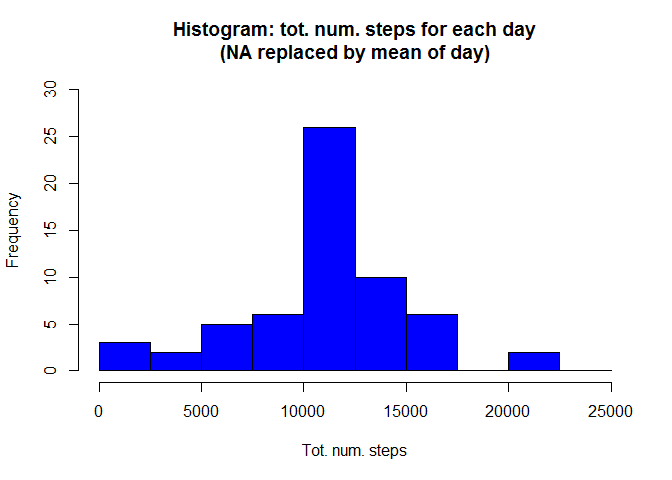 Histogram: tot. num. steps for each day
(NA replaced by mean of day)
30
25
20
15
10
5
0
Frequency
0 5000 10000 15000 20000 25000
Tot. num. steps